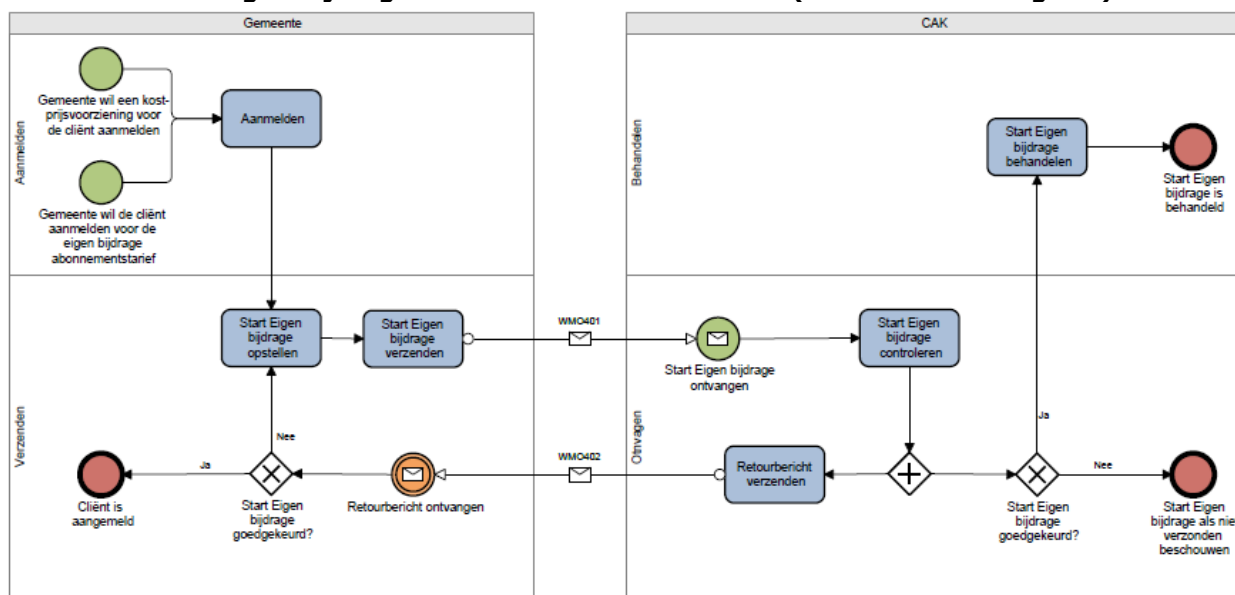 Gemeente
CAK
Aanmelden
Gemeente wil een kost-
prijsvoorziening voor
de cliënt aanmelden
Aanmelden
Gemeente wil de cliënt
aanmelden voor de
eigen bijdrage
abonnementstarief
Behandelen
Start Eigen
bijdrage
behandelen
Start Eigen
bijdrage is
behandeld
Verzenden
Start Eigen
bijdrage
opstellen
Start Eigen
bijdrage
verzenden
WMO401
Otnvagen
Start Eigen bijdrage
ontvangen
Start Eigen
bijdrage
controleren
Ja
Nee
Ja
Cliënt is
aangemeld
Start Eigen
bijdrage
goedgekeurd?
Retourbericht ontvangen
WMO402
Retourbericht
verzenden
Start Eigen
bijdrage
goedgekeurd?
Nee
Start Eigen
bijdrage als nie
verzonden
beschouwen